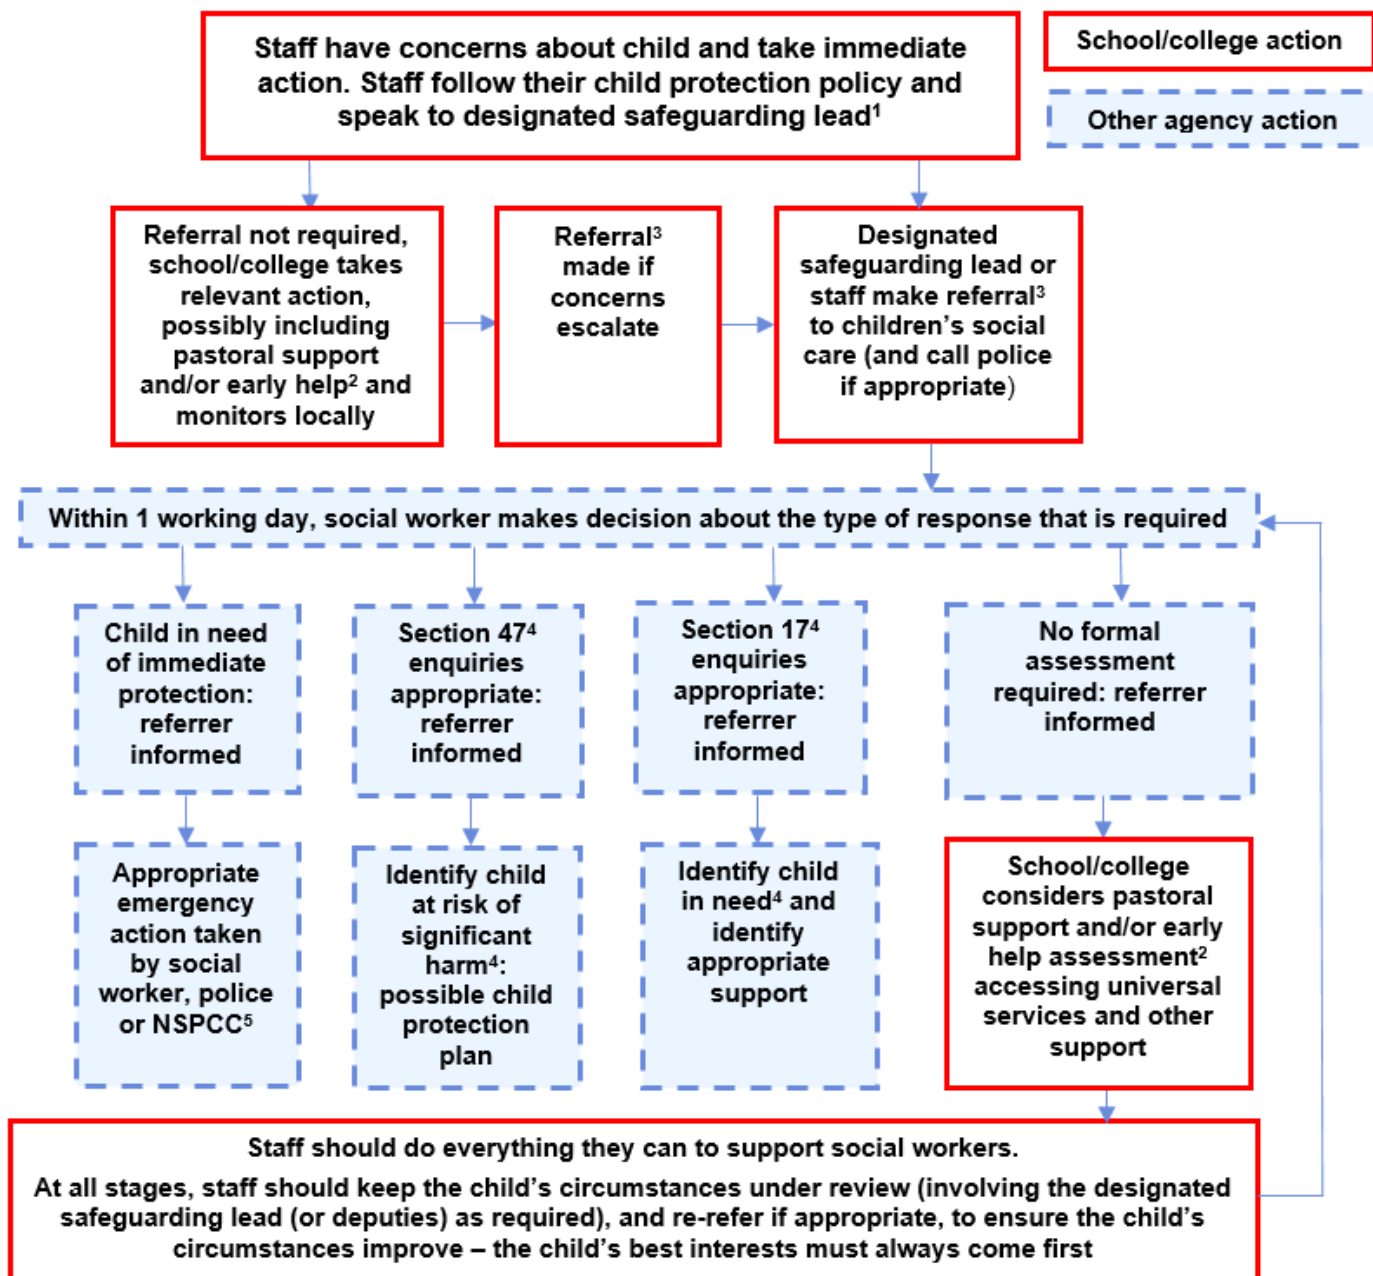 Staff have concerns about child and take immediate
action. Staff follow their child protection policy and
speak to designated safeguarding lead¹
School/college action
Other agency action
Referral not required,
school/college takes
relevant action,
possibly including
pastoral support
and/or early help² and
monitors locally
Referral³
made if
concerns
escalate
Designated
safeguarding lead or
staff make referral³
to children’s social
care (and call police
if appropriate)
Within 1 working day, social worker makes decision about the type of response that is required
Child in need
of immediate
protection:
referrer
informed
Section 47⁴
enquiries
appropriate:
referrer
informed
Section 17⁴
enquiries
appropriate:
referrer
informed
No formal
assessment
required: referrer
informed
Appropriate
emergency
action taken
by social
worker, police
or NSPCC⁵
Identify child
at risk of
significant
harm⁴:
possible child
protection
plan
Identify child
in need⁴ and
identify
appropriate
support
School/college
considers pastoral
support and/or early
help assessment²
accessing universal
services and other
support
Staff should do everything they can to support social workers.
At all stages, staff should keep the child’s circumstances under review (involving the designated
safeguarding lead (or deputies) as required), and re-refer if appropriate, to ensure the child’s
circumstances improve – the child’s best interests must always come first